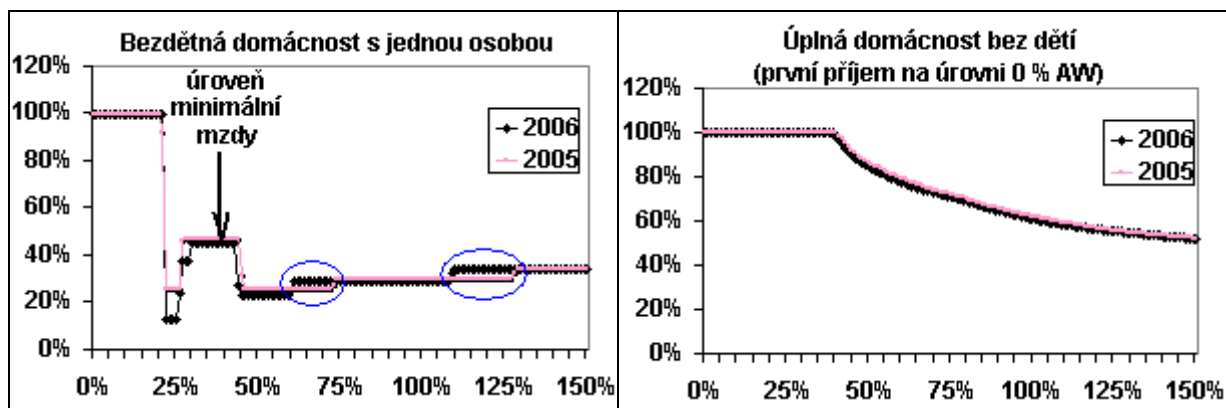 Bezdětná domácnost s jednou osobou
120%
100%
80%
60%
40%
20%
0%
úroveň
minimální
mzdy
2006
2005
0% 25% 50% 75% 100% 125% 150%
Úplná domácnost bez dětí
(první příjem na úrovni 0 % AW)
120%
100%
80%
60%
40%
20%
0%
2006
2005
0% 25% 50% 75% 100% 125% 150%